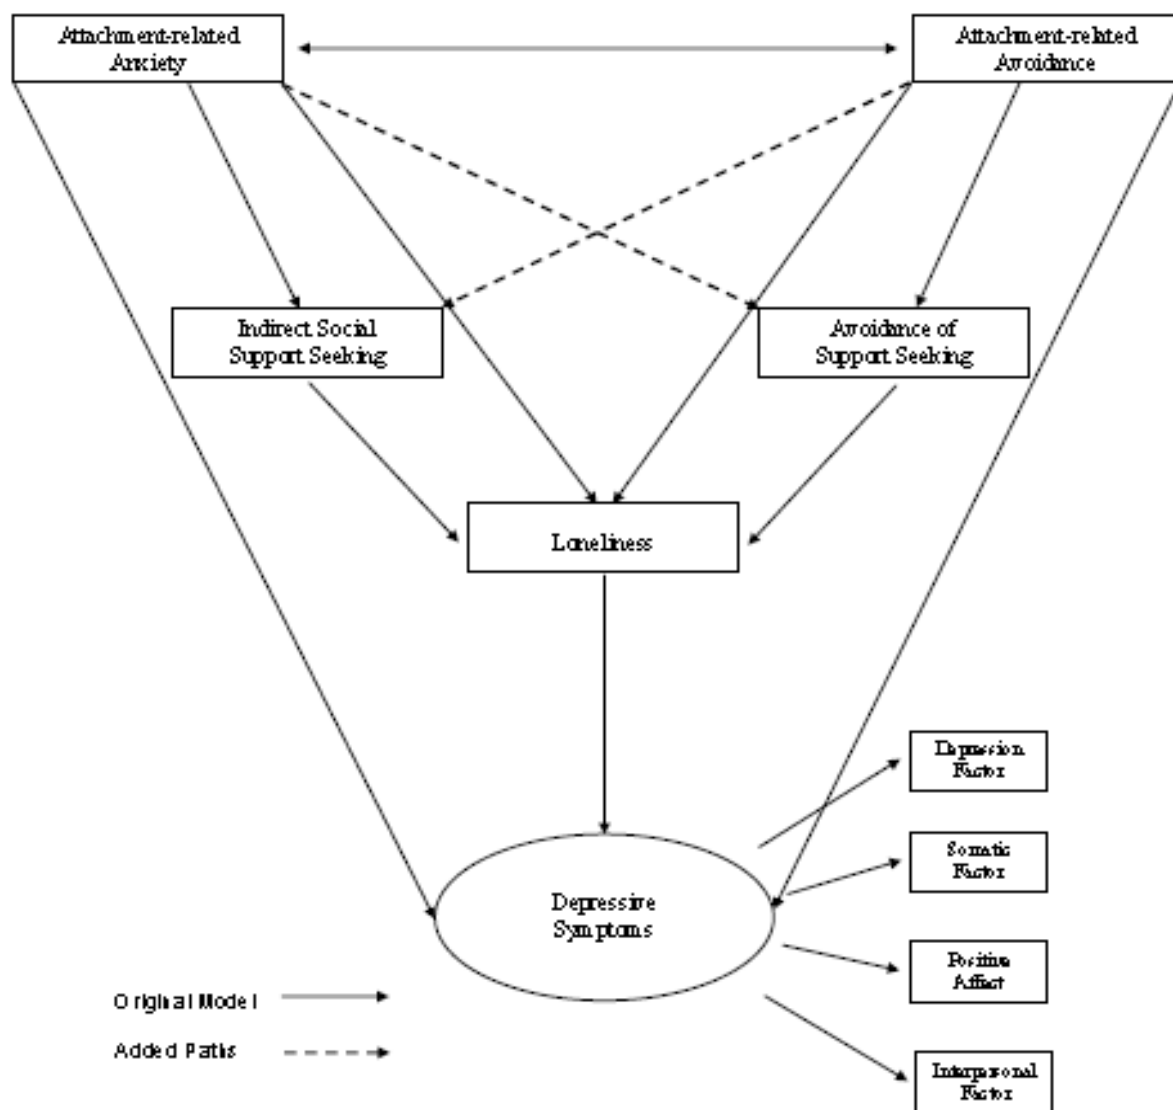 Attachment-related
Anxiety
Attachment-related
Avoidance
Indirect Social
Support Seeking
Avoidance of
Support Seeking
Loneliness
Depression
Factor
Somatic
Factor
Depressive
Symptoms
Positive
Affect
Original Model
Added Paths
Interpersonal
Factor